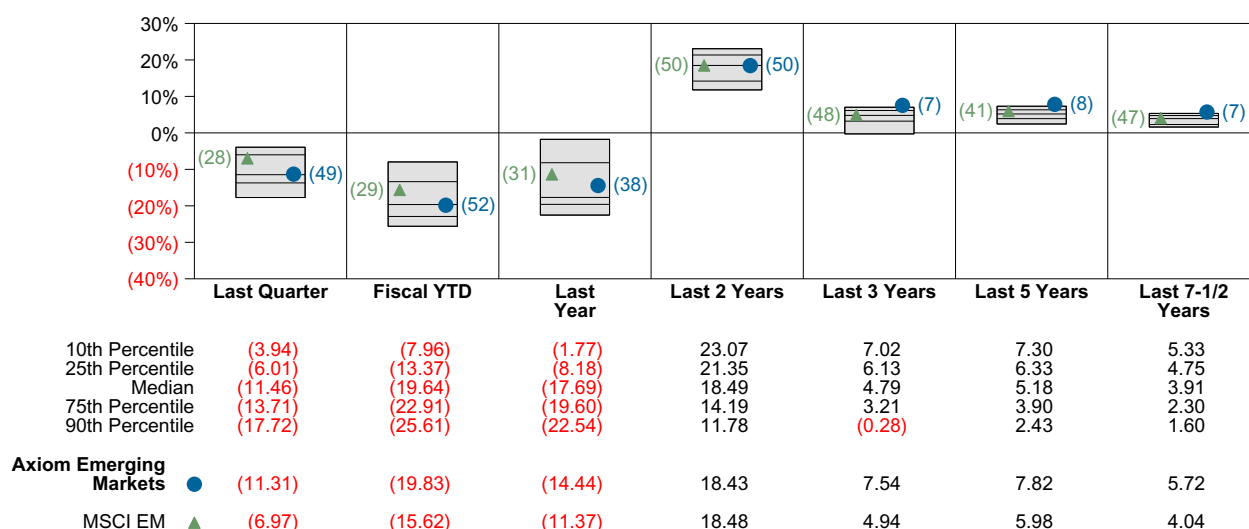 30%
20%
10%
0%
(10%)
(20%)
(30%)
(40%)
(28) (49)
(29) (52)
(31) (38)
(50) (50)
(48) (7)
(41) (8)
(47) (7)
Last Quarter Fiscal YTD Last Year Last 2 Years Last 3 Years Last 5 Years Last 7-1/2 Years
10th Percentile (3.94) (7.96) (1.77) 23.07 7.02 7.30 5.33
25th Percentile (6.01) (13.37) (8.18) 21.35 6.13 6.33 4.75
Median (11.46) (19.64) (17.69) 18.49 4.79 5.18 3.91
75th Percentile (13.71) (22.91) (19.60) 14.19 3.21 3.90 2.30
90th Percentile (17.72) (25.61) (22.54) 11.78 (0.28) 2.43 1.60
Axiom Emerging
Markets (11.31) (19.83) (14.44) 18.43 7.54 7.82 5.72
MSCI EM (6.97) (15.62) (11.37) 18.48 4.94 5.98 4.04